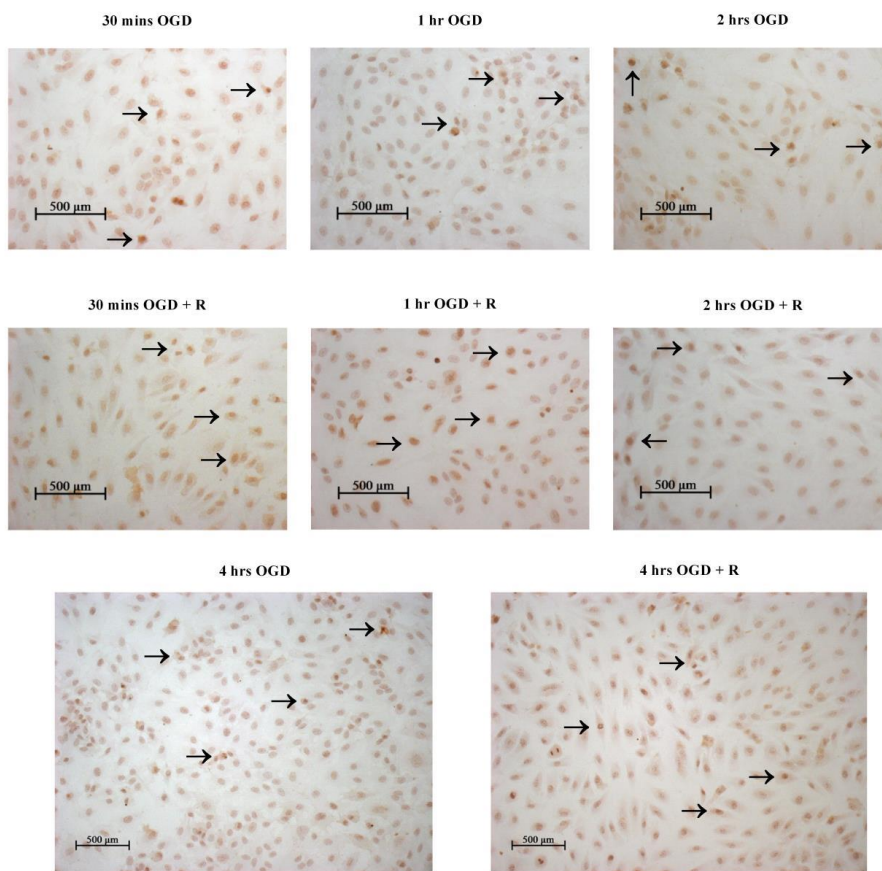 30 mins OGD
1 hr OGD
2 hrs OGD
500 µm
500 µm
500 µm
30 mins OGD + R
1 hr OGD + R
2 hrs OGD + R
500 µm
500 µm
500 µm
4 hrs OGD
4 hrs OGD + R
500 µm
500 µm